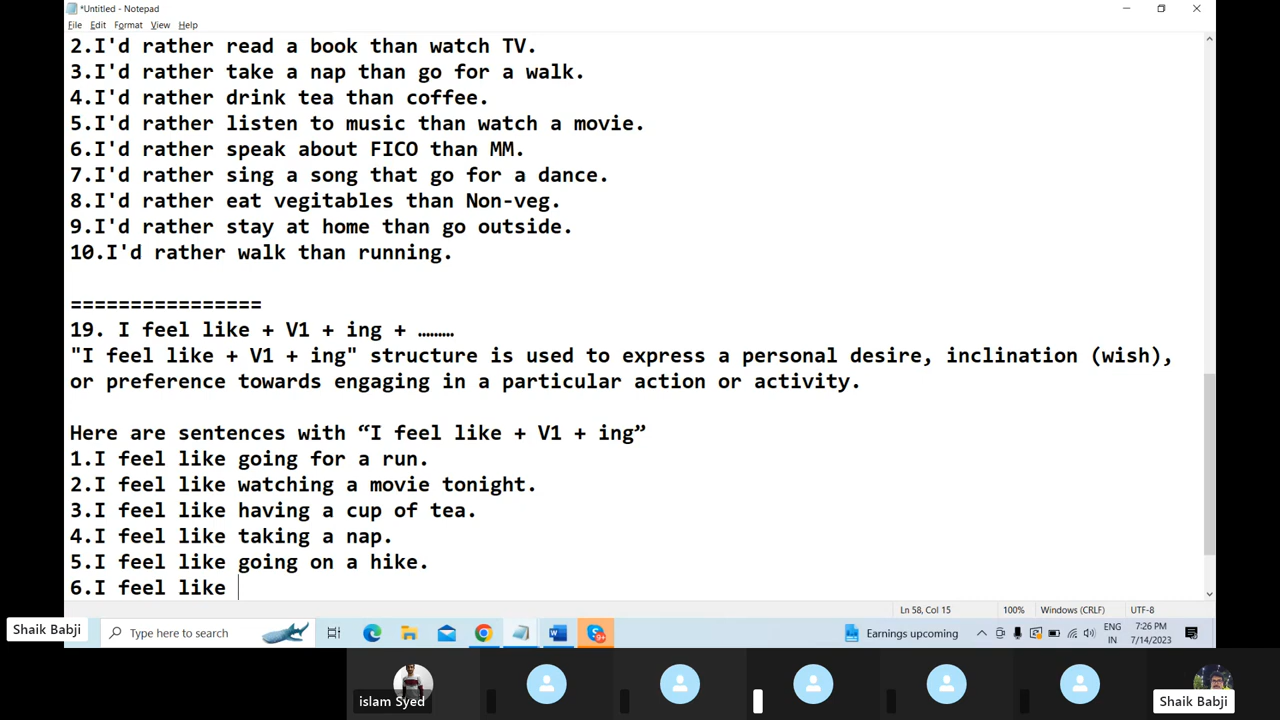 *Untitled - Notepad
File Edit Format View Help
2.I'd rather read a book than watch TV.
3.I'd rather take a nap than go for a walk.
4.I'd rather drink tea than coffee.
5.I'd rather listen to music than watch a movie.
6.I'd rather speak about FICO than MM.
7.I'd rather sing a song that go for a dance.
8.I'd rather eat vegitables than Non-veg.
9.I'd rather stay at home than go outside.
10.I'd rather walk than running.
================
19. I feel like + V1 + ing + ………
"I feel like + V1 + ing" structure is used to express a personal desire, inclination (wish),
or preference towards engaging in a particular action or activity.
Here are sentences with “I feel like + V1 + ing”
1.I feel like going for a run.
2.I feel like watching a movie tonight.
3.I feel like having a cup of tea.
4.I feel like taking a nap.
5.I feel like going on a hike.
6.I feel like
Ln 58, Col 15 100% Windows (CRLF) UTF-8
Shaik Babji
Type here to search
Earnings upcoming
ENG
IN
7:26 PM
7/14/2023
islam Syed
Shaik Babji